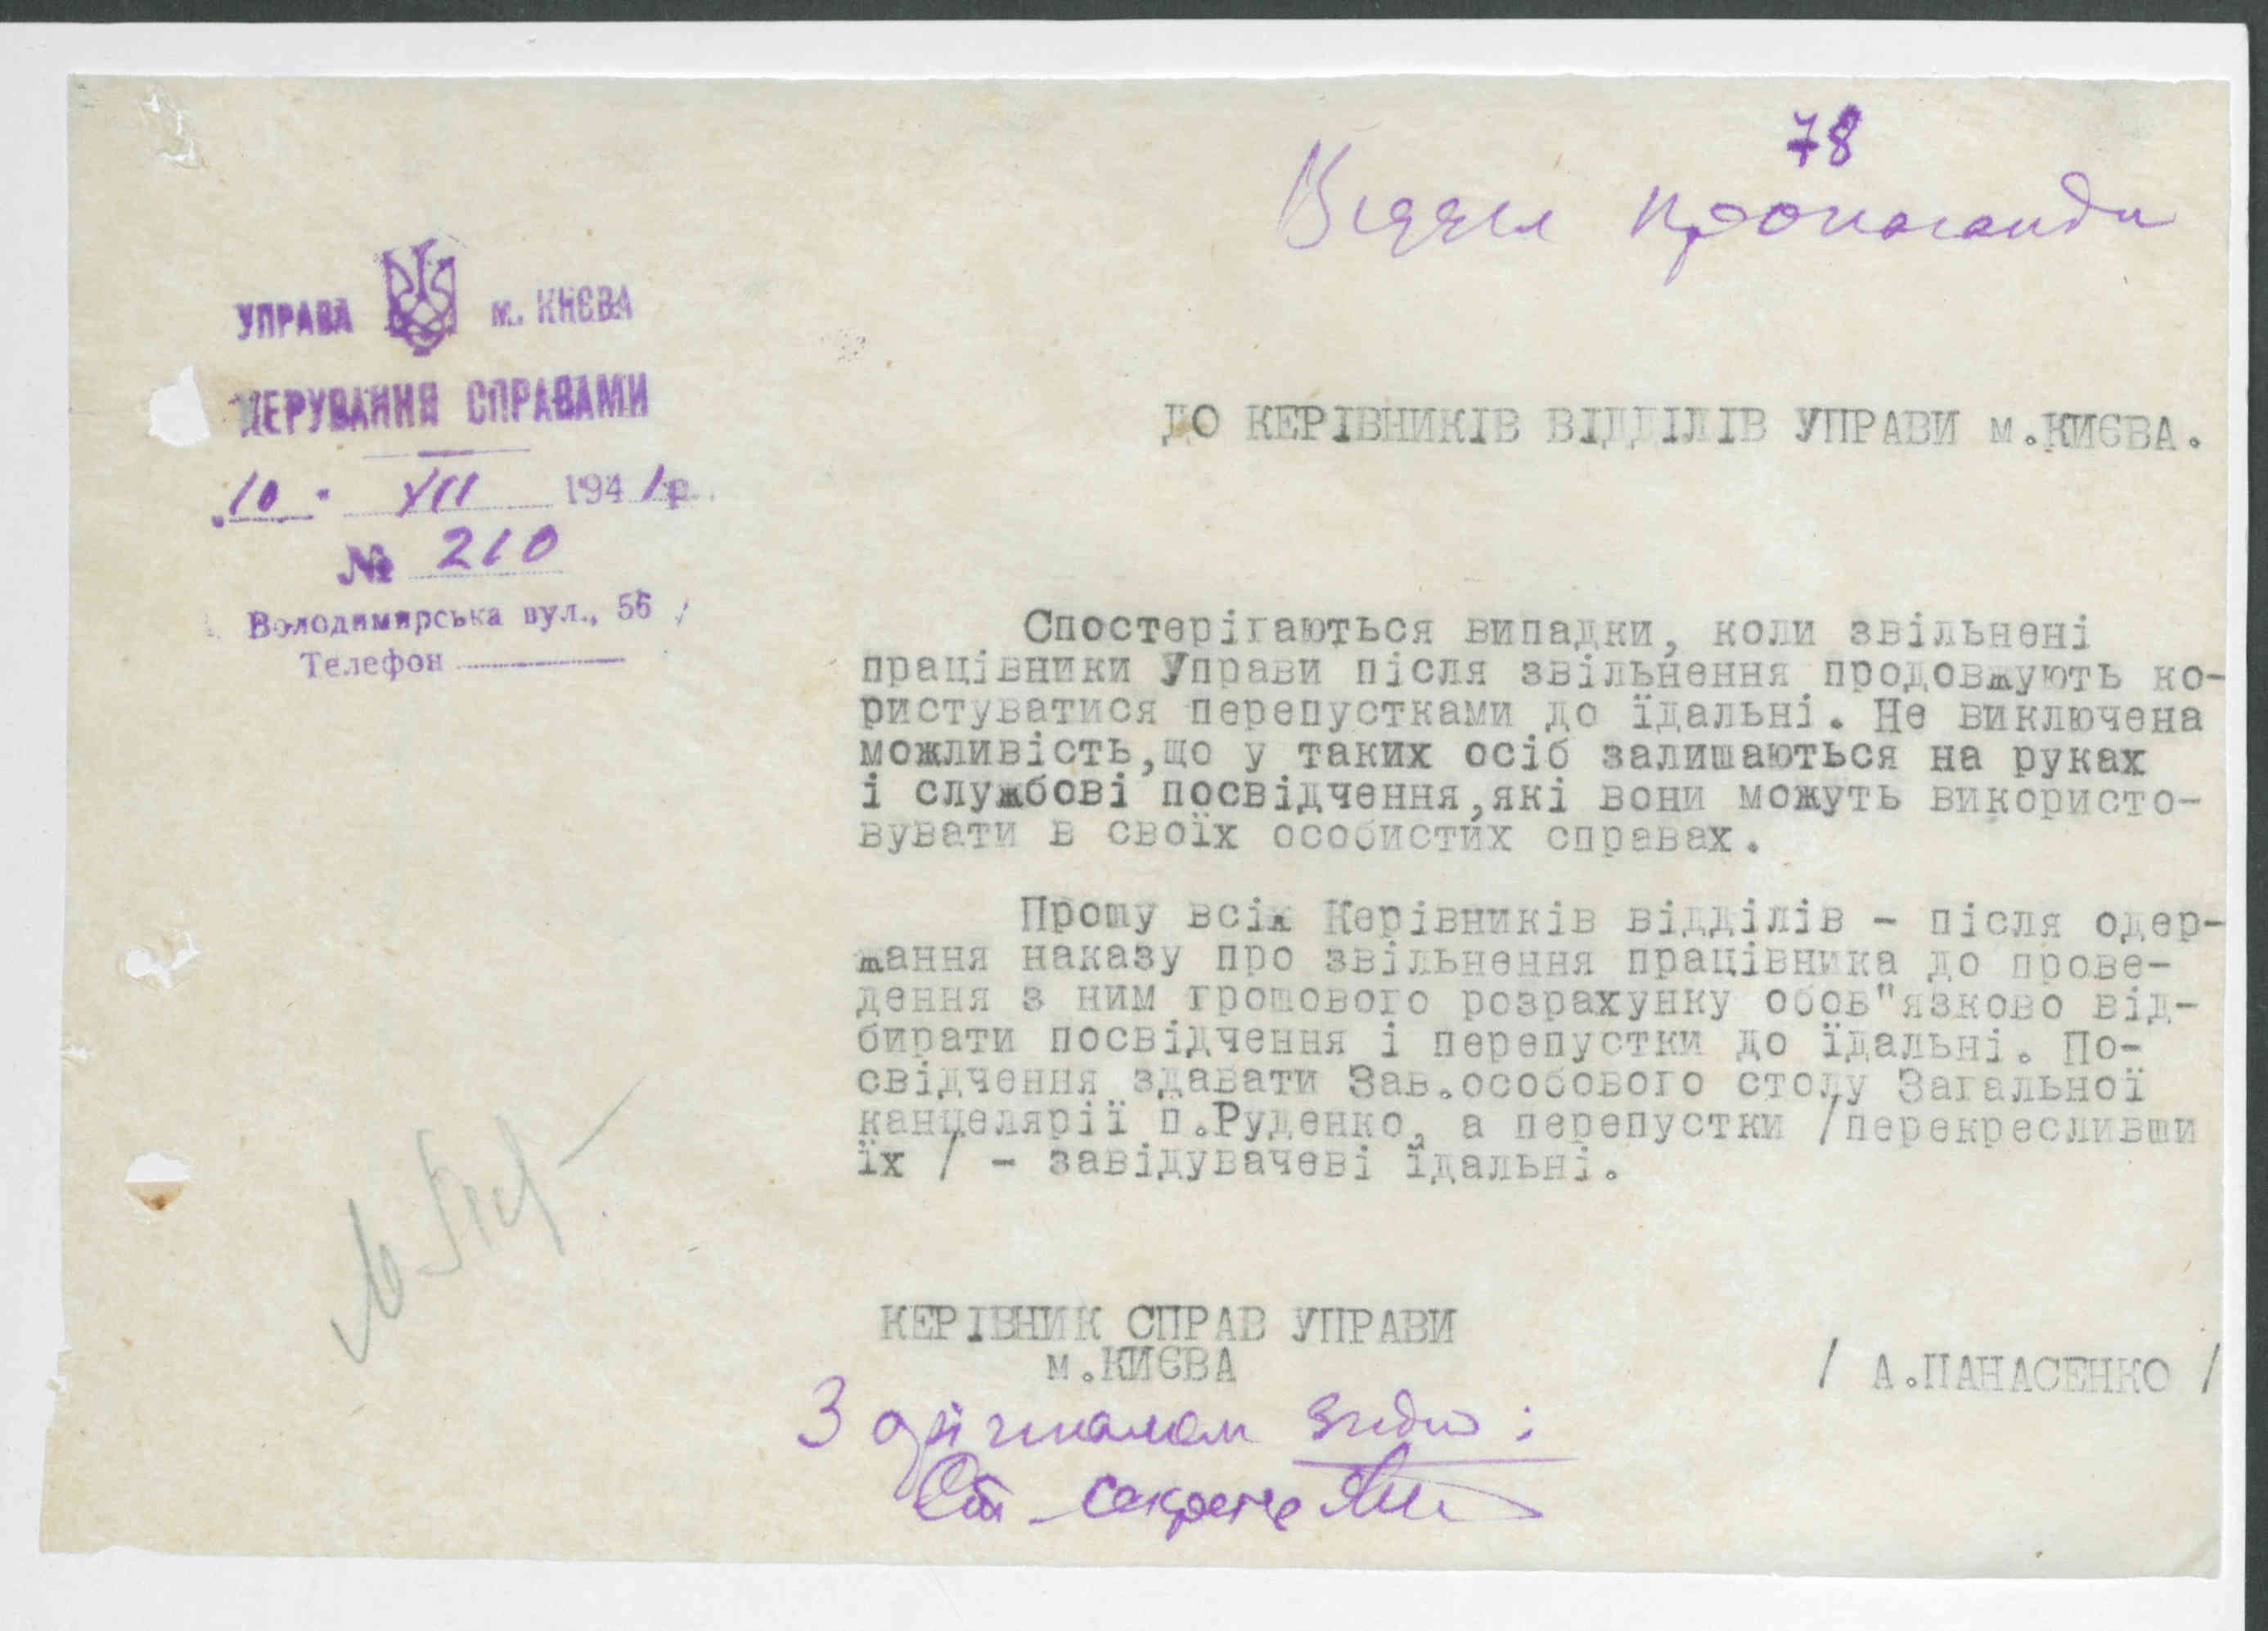 78
Відділ пропаганди
УПРАВА м. КИЄВА
КЕРУВАННЯ СПРАВАМИ
10. XII 1941 р.
№ 210
Володимирська вул., 56
Телефон
ДО КЕРІВНИКІВ ВІДДІЛІВ УПРАВИ м.КИЄВА.
Спостерігаються випадки, коли звільнені
працівники Управи після звільнення продовжують ко-
ристуватися перепустками до їдальні. Не виключена
можливість,що у таких осіб залишаються на руках
і службові посвідчення,які вони можуть використо-
вувати в своїх особистих справах.
Прошу всіх Керівників відділів - після одер-
жання наказу про звільнення працівника до прове-
дення з ним грошового розрахунку обов"язково від-
бирати посвідчення і перепустки до їдальні. По-
свідчення здавати Зав.особового столу Загальної
канцелярії п.Руденко, а перепустки /перекресливши
їх / - завідувачеві їдальні.
КЕРІВНИК СПРАВ УПРАВИ
м.КИЄВА
/ А.ПАНАСЕНКО /
З оригіналом згідно:
Ст. секретар